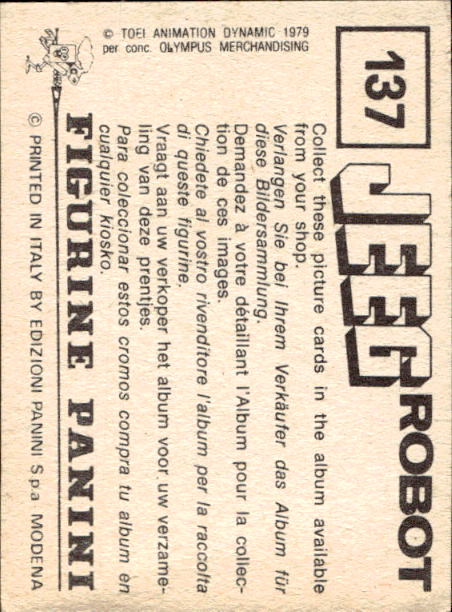 137
JEEG ROBOT
Collect these picture cards in the album available
from your shop.
Verlangen Sie bei Ihrem Verkäufer das Album für
diese Bildersammlung.
Demandez à votre détaillant l'Album pour la collec-
tion de ces images.
Chiedete al vostro rivenditore l'album per la raccolta
di queste figurine.
Vraagt aan uw verkoper het album voor uw verzame-
ling van deze prentjes.
Para coleccionar estos cromos compra tu album en
cualquier kiosko.
FIGURINE PANINI
© PRINTED IN ITALY BY EDIZIONI PANINI S.p.a. MODENA
© TOEI ANIMATION DYNAMIC 1979
per conc. OLYMPUS MERCHANDISING